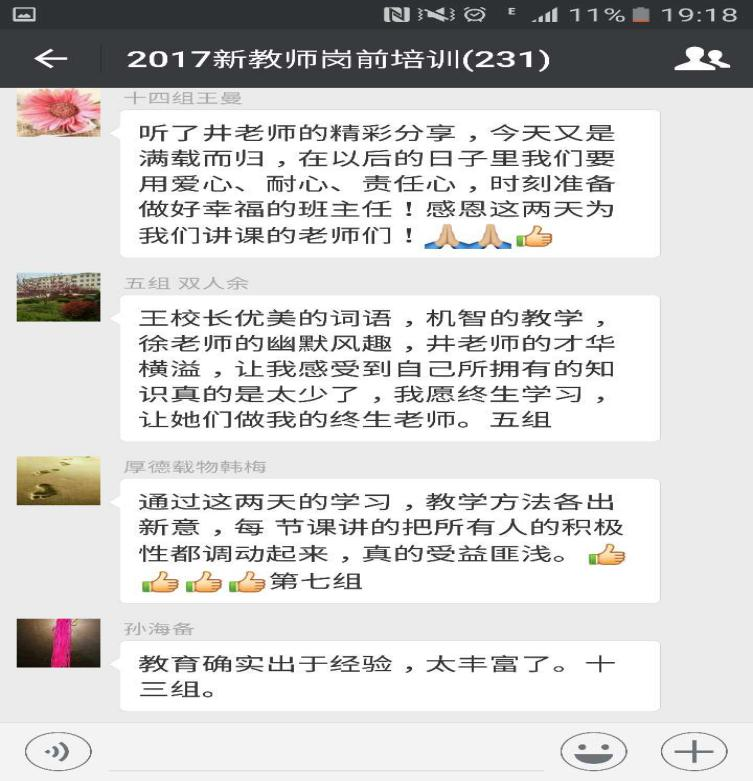 E 11% 19:18
2017新教师岗前培训(231)
十四组王曼
听了井老师的精彩分享，今天又是
满载而归，在以后的日子里我们要
用爱心、耐心、责任心，时刻准备
做好幸福的班主任！感恩这两天为
我们讲课的老师们！
五组 双人余
王校长优美的词语，机智的教学，
徐老师的幽默风趣，井老师的才华
横溢，让我感受到自己所拥有的知
识真的是太少了，我愿终生学习，
让她们做我的终生老师。 五组
厚德载物韩梅
通过这两天的学习，教学方法各出
新意，每 节课讲的把所有人的积极
性都调动起来，真的受益匪浅。
第七组
孙海备
教育确实出于经验，太丰富了。十
三组。